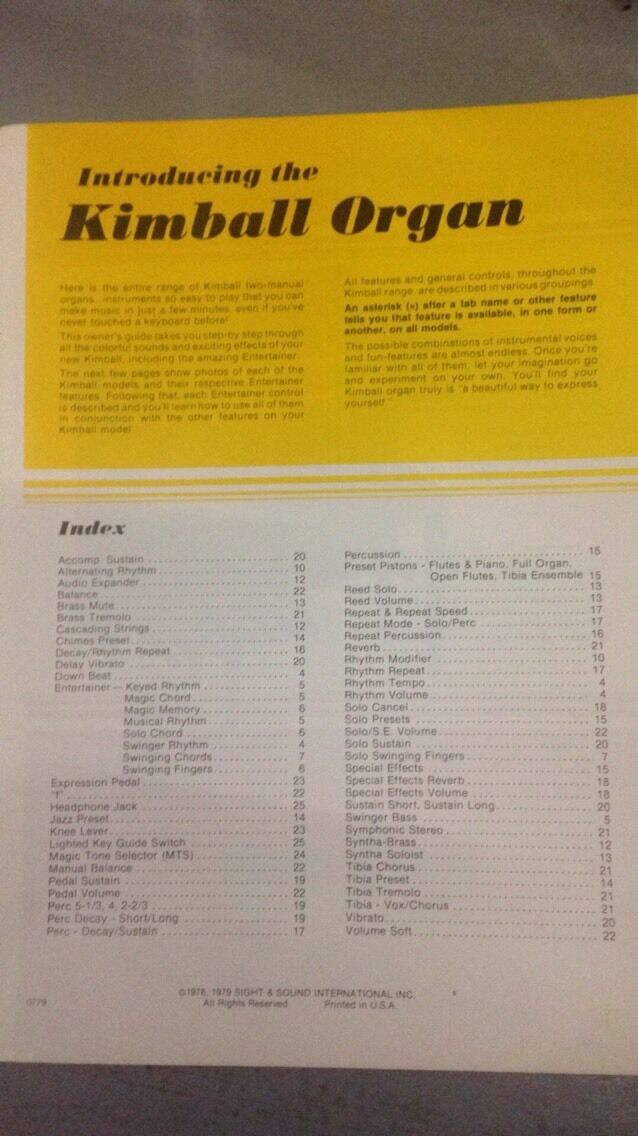 Introducing the
Kimball Organ
Here is the entire range of Kimball two-manual
organs, instruments so easy to play that you can
make music in just a few minutes, even if you've
never touched a keyboard before!
This owner's guide takes you step-by step through
all the colorful sounds and exciting effects of your
new Kimball, including the amazing Entertainer.
The next few pages show photos of each of the
Kimball models and their respective Entertainer
features. Following that, each Entertainer control
is described and you'll learn how to use all of them
in conjunction with the other features on your
Kimball model.
All features and general controls, throughout the
Kimball range, are described in various groupings.
An asterisk (*) after a tab name or other feature
tells you that feature is available, in one form or
another, on all models.
The possible combinations of instrumental voices
and fun-features are almost endless. Once you're
familiar with all of them, let your imagination go
and experiment on your own. You'll find your
Kimball organ truly is "a beautiful way to express
yourself."
Index
Accomp. Sustain 20
Alternating Rhythm 10
Audio Expander 12
Balance 22
Brass Mute 13
Brass Tremolo 21
Cascading Strings 12
Chimes Preset 14
Decay/Rhythm Repeat 16
Delay Vibrato 20
Down Beat 4
Entertainer — Keyed Rhythm 5
Magic Chord 5
Magic Memory 6
Musical Rhythm 5
Solo Chord 6
Swinger Rhythm 4
Swinging Chords 7
Swinging Fingers 6
Expression Pedal 23
"I" 22
Headphone Jack 25
Jazz Preset 14
Knee Lever 23
Lighted Key Guide Switch 25
Magic Tone Selector (MTS) 24
Manual Balance 22
Pedal Sustain 19
Pedal Volume 22
Perc 5-1/3, 4, 2-2/3 19
Perc Decay - Short/Long 19
Perc - Decay/Sustain 17
Percussion 15
Preset Pistons - Flutes & Piano, Full Organ,
Open Flutes, Tibia Ensemble 15
Reed Solo 13
Reed Volume 13
Repeat & Repeat Speed 17
Repeat Mode - Solo/Perc 17
Repeat Percussion 16
Reverb 21
Rhythm Modifier 10
Rhythm Repeat 17
Rhythm Tempo 4
Rhythm Volume 4
Solo Cancel 18
Solo Presets 15
Solo/S.E. Volume 22
Solo Sustain 20
Solo Swinging Fingers 7
Special Effects 15
Special Effects Reverb 18
Special Effects Volume 18
Sustain Short, Sustain Long 20
Swinger Bass 5
Symphonic Stereo 21
Syntha-Brass 12
Syntha Soloist 13
Tibia Chorus 21
Tibia Preset 14
Tibia Tremolo 21
Tibia - Vox/Chorus 21
Vibrato 20
Volume Soft 22
©1978, 1979 SIGHT & SOUND INTERNATIONAL INC.
All Rights Reserved Printed in U.S.A.
0779